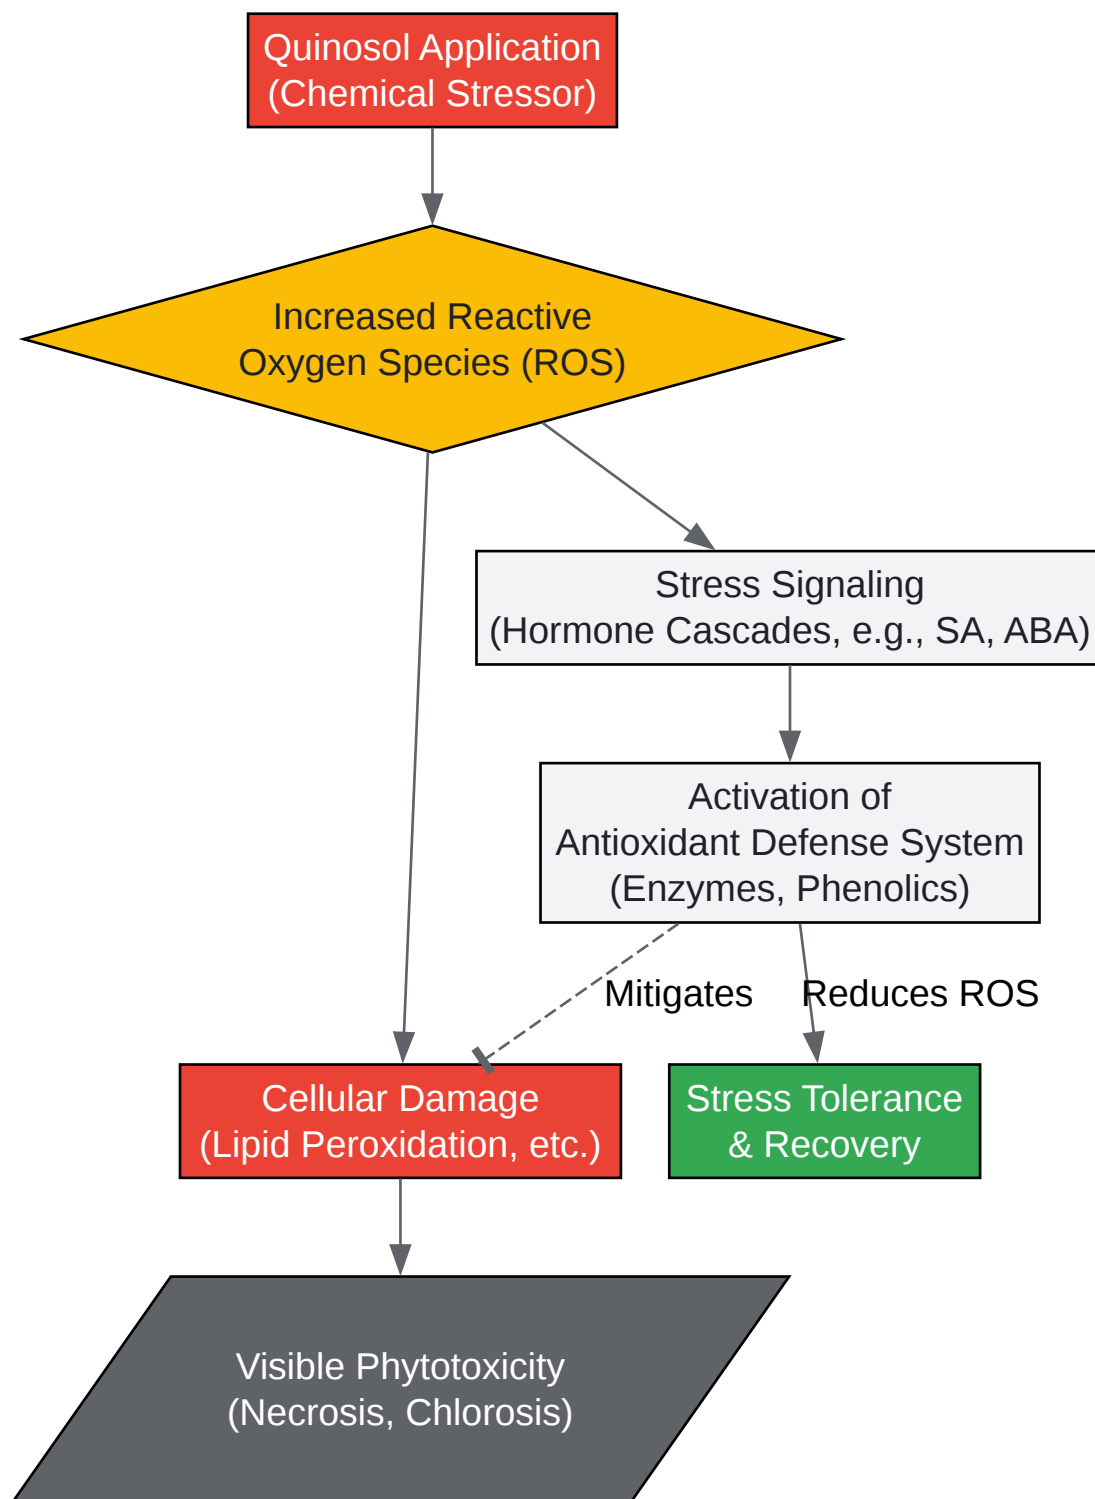 Quinosol Application
(Chemical Stressor)
Increased Reactive
Oxygen Species (ROS)
Stress Signaling
(Hormone Cascades, e.g., SA, ABA)
Activation of
Antioxidant Defense System
(Enzymes, Phenolics)
Mitigates
Reduces ROS
Cellular Damage
(Lipid Peroxidation, etc.)
Stress Tolerance
& Recovery
Visible Phytotoxicity
(Necrosis, Chlorosis)